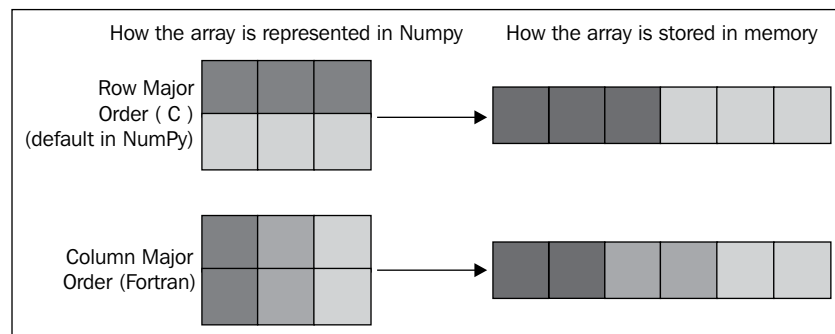 How the array is represented in Numpy
How the array is stored in memory
Row Major
Order ( C )
(default in NumPy)
Column Major
Order (Fortran)